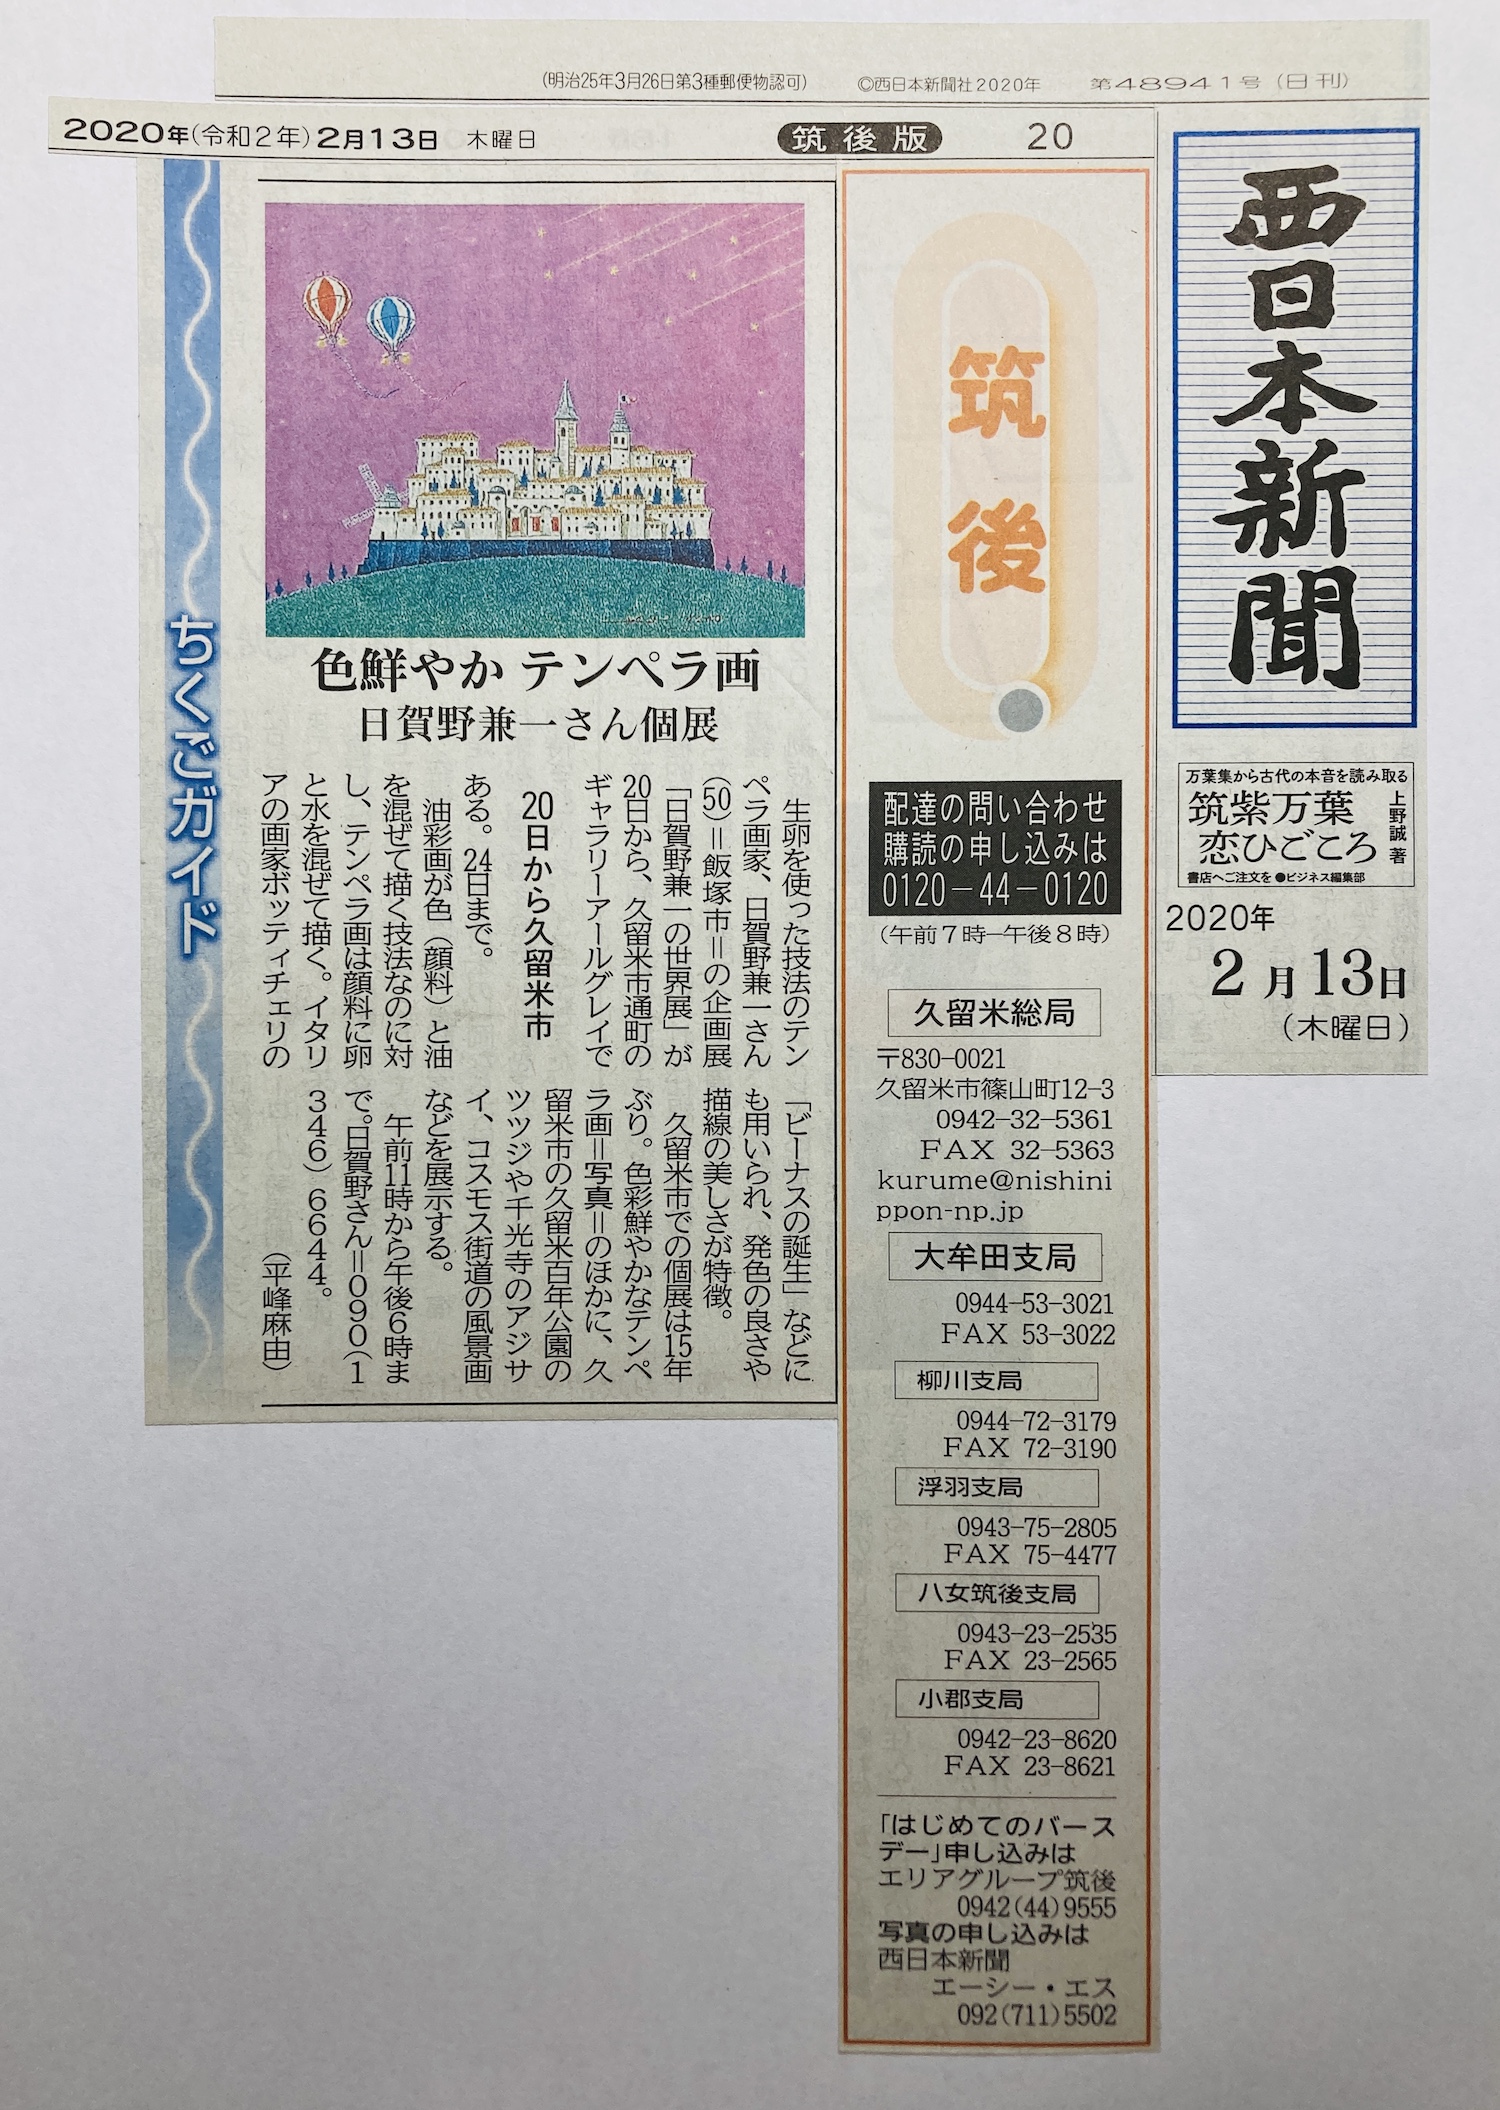 (明治25年3月26日第3種郵便物認可)
©西日本新聞社2020年
第48941号(日刊)
2020年(令和2年)2月13日 木曜日
筑後版
20
西日本新聞
万葉集から古代の本音を読み取る
筑紫万葉
恋ひごころ
上野誠 著
書店へご注文を ●ビジネス編集部
2020年
2月13日
(木曜日)
筑後
配達の問い合わせ
購読の申し込みは
0120-44-0120
(午前7時—午後8時)
久留米総局
〒830-0021
久留米市篠山町12-3
0942-32-5361
FAX 32-5363
kurume@nishini
ppon-np.jp
大牟田支局
0944-53-3021
FAX 53-3022
柳川支局
0944-72-3179
FAX 72-3190
浮羽支局
0943-75-2805
FAX 75-4477
八女筑後支局
0943-23-2535
FAX 23-2565
小郡支局
0942-23-8620
FAX 23-8621
「はじめてのバース
デー」申し込みは
エリアグループ筑後
0942(44)9555
写真の申し込みは
西日本新聞
エーシー・エス
092(711)5502
ちくごガイド
色鮮やか テンペラ画
日賀野兼一さん個展
生卵を使った技法のテン
ペラ画家、日賀野兼一さん
(50)＝飯塚市＝の企画展
「日賀野兼一の世界展」が
20日から、久留米市通町の
ギャラリーアールグレイで
20日から久留米市
ある。24日まで。
油彩画が色(顔料)と油
を混ぜて描く技法なのに対
し、テンペラ画は顔料に卵
と水を混ぜて描く。イタリ
アの画家ボッティチェリの
「ビーナスの誕生」などに
も用いられ、発色の良さや
描線の美しさが特徴。
久留米市での個展は15年
ぶり。色彩鮮やかなテンペ
ラ画＝写真＝のほかに、久
留米市の久留米百年公園の
ツツジや千光寺のアジサ
イ、コスモス街道の風景画
などを展示する。
午前11時から午後6時ま
で。日賀野さん＝090(1
346)6644。
(平峰麻由)